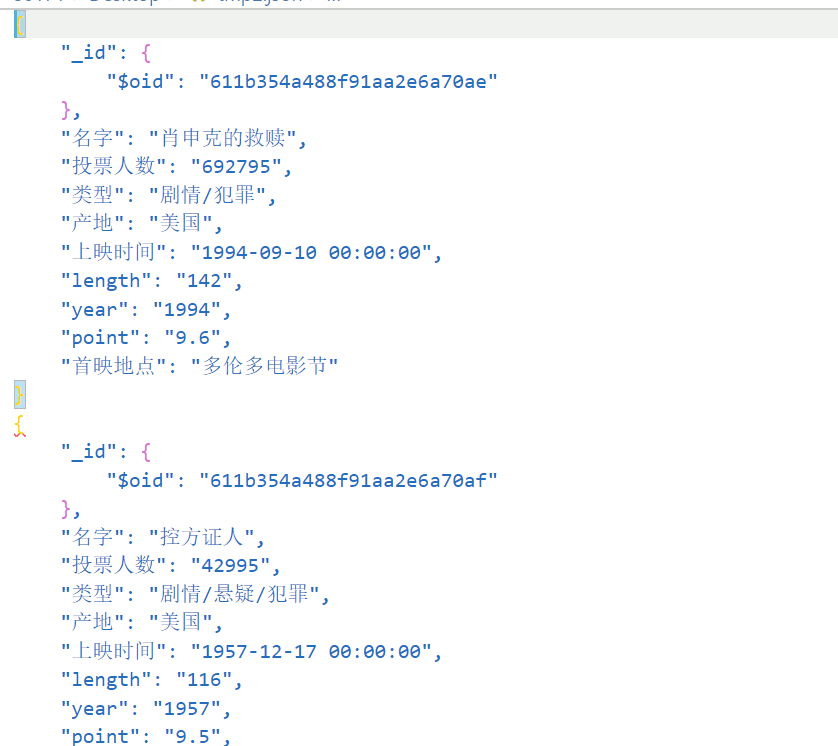 {
"_id": {
"$oid": "611b354a488f91aa2e6a70ae"
},
"名字": "肖申克的救赎",
"投票人数": "692795",
"类型": "剧情/犯罪",
"产地": "美国",
"上映时间": "1994-09-10 00:00:00",
"length": "142",
"year": "1994",
"point": "9.6",
"首映地点": "多伦多电影节"
}
{
"_id": {
"$oid": "611b354a488f91aa2e6a70af"
},
"名字": "控方证人",
"投票人数": "42995",
"类型": "剧情/悬疑/犯罪",
"产地": "美国",
"上映时间": "1957-12-17 00:00:00",
"length": "116",
"year": "1957",
"point": "9.5",